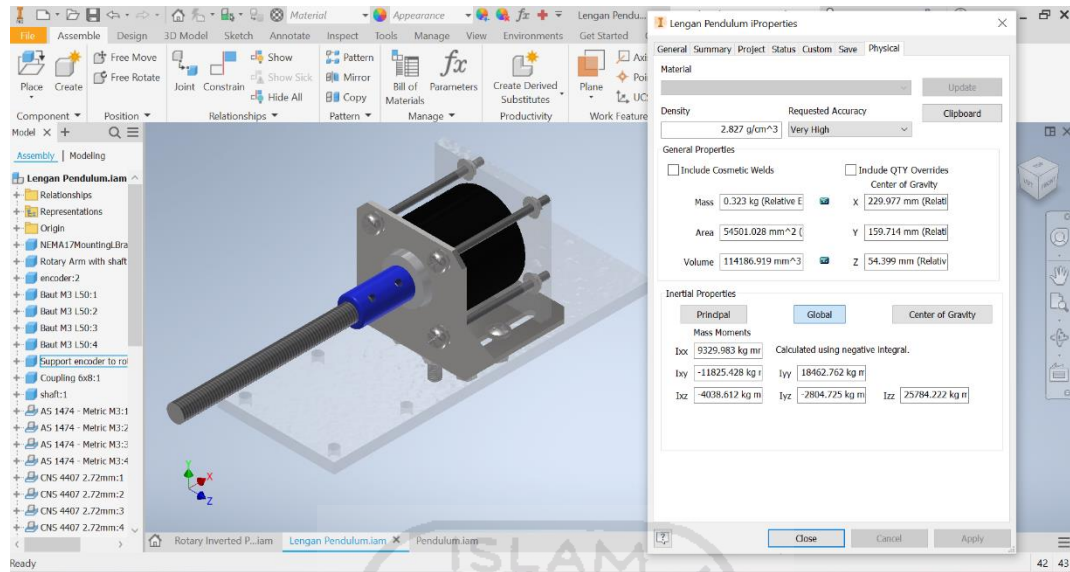 Material
Appearance
fx
Lengan Pendu...
File Assemble Design 3D Model Sketch Annotate Inspect Tools Manage View Environments Get Started
Place
Create
Free Move
Free Rotate
Joint
Constrain
Show
Show Sick
Hide All
Pattern
Mirror
Copy
Bill of Materials
fx
Parameters
Create Derived Substitutes
Plane
Axi
Poi
UCS
Component
Position
Relationships
Pattern
Manage
Productivity
Work Feature
Model
Assembly | Modeling
Lengan Pendulum.iam
Relationships
Representations
Origin
NEMA17MountingLBra
Rotary Arm with shaft
encoder:2
Baut M3 L50:1
Baut M3 L50:2
Baut M3 L50:3
Baut M3 L50:4
Support encoder to rol
Coupling 6x8:1
shaft:1
AS 1474 - Metric M3:1
AS 1474 - Metric M3:2
AS 1474 - Metric M3:3
AS 1474 - Metric M3:4
CNS 4407 2.72mm:1
CNS 4407 2.72mm:2
CNS 4407 2.72mm:3
CNS 4407 2.72mm:4
Y
X
Z
TOP
FRONT
Lengan Pendulum iProperties
General Summary Project Status Custom Save Physical
Material
Update
Density
Requested Accuracy
Clipboard
2.827 g/cm^3
Very High
General Properties
Include Cosmetic Welds
Include QTY Overrides
Center of Gravity
Mass 0.323 kg (Relative E
X 229.977 mm (Relati
Area 54501.028 mm^2 (
Y 159.714 mm (Relati
Volume 114186.919 mm^3
Z 54.399 mm (Relativ
Inertial Properties
Principal
Global
Center of Gravity
Mass Moments
Ixx 9329.983 kg mr
Calculated using negative integral.
Ixy -11825.428 kg r
Iyy 18462.762 kg m
Ixz -4038.612 kg m
Iyz -2804.725 kg m
Izz 25784.222 kg m
Close
Cancel
Apply
Rotary Inverted P...iam
Lengan Pendulum.iam
Pendulum.iam
ISLAM
Ready
42 43